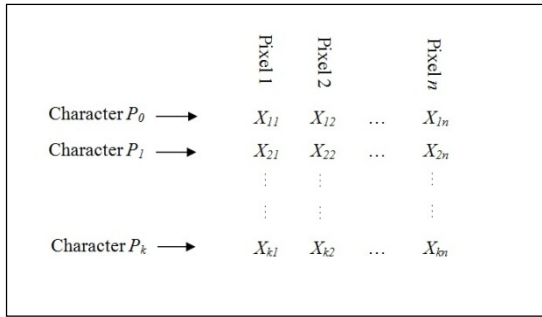 Pixel 1 Pixel 2 Pixel n
Character P₀ → X₁₁ X₁₂ ... X₁ₙ
Character P₁ → X₂₁ X₂₂ ... X₂ₙ
⋮ ⋮ ⋮
⋮ ⋮ ⋮
Character Pₖ → Xₖ₁ Xₖ₂ ... Xₖₙ